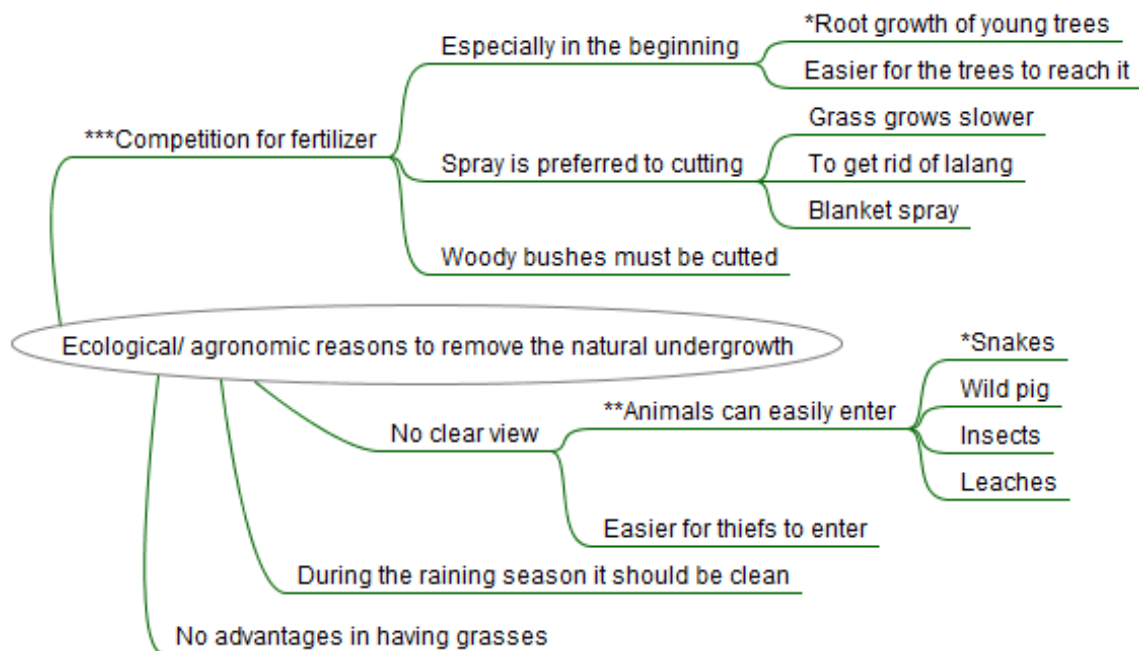 *Root growth of young trees
Especially in the beginning
Easier for the trees to reach it
Grass grows slower
***Competition for fertilizer
Spray is preferred to cutting
To get rid of lalang
Blanket spray
Woody bushes must be cutted
Ecological/ agronomic reasons to remove the natural undergrowth
*Snakes
Wild pig
**Animals can easily enter
No clear view
Insects
Leaches
Easier for thiefs to enter
During the raining season it should be clean
No advantages in having grasses